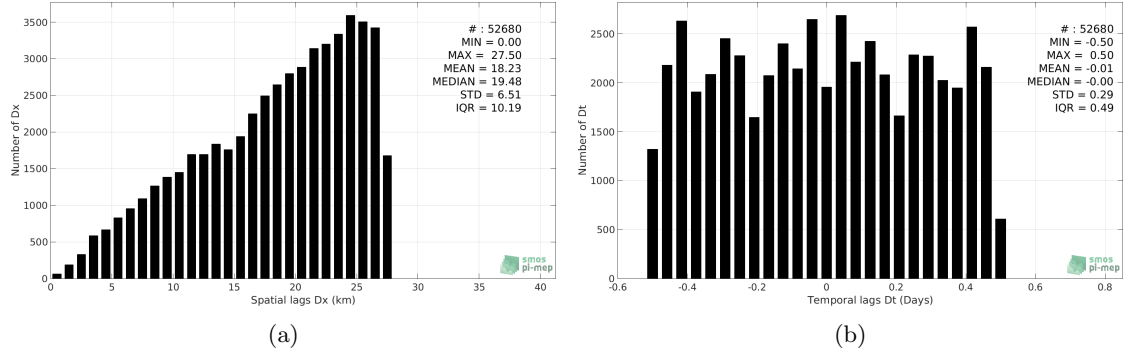 3500
3000
2500
2000
1500
1000
500
0
Number of Dx
# : 52680
MIN = 0.00
MAX = 27.50
MEAN = 18.23
MEDIAN = 19.48
STD = 6.51
IQR = 10.19
smos
pi-mep
0 5 10 15 20 25 30 35 40
Spatial lags Dx (km)
(a)
2500
2000
1500
1000
500
0
Number of Dt
# : 52680
MIN = -0.50
MAX = 0.50
MEAN = -0.01
MEDIAN = -0.00
STD = 0.29
IQR = 0.49
smos
pi-mep
-0.6 -0.4 -0.2 0 0.2 0.4 0.6 0.8
Temporal lags Dt (Days)
(b)